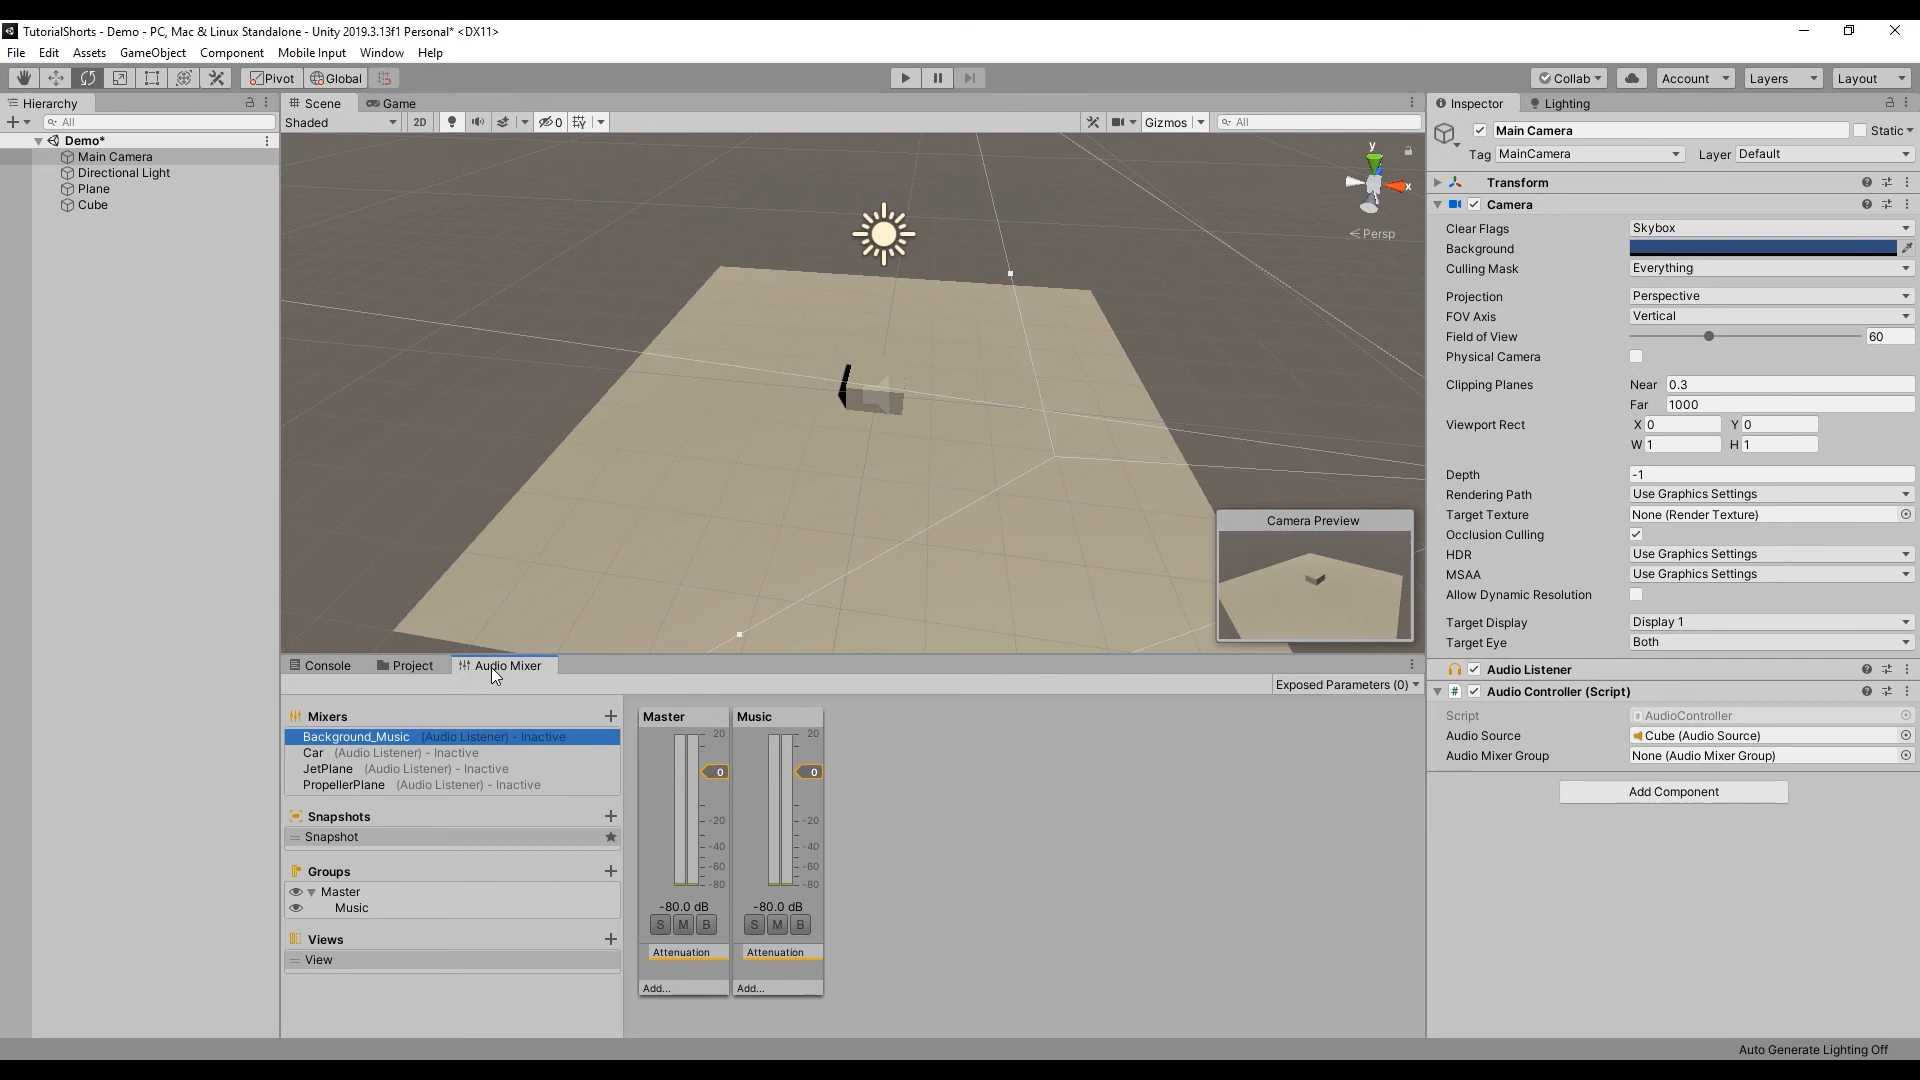 TutorialShorts - Demo - PC, Mac & Linux Standalone - Unity 2019.3.13f1 Personal* <DX11>
File Edit Assets GameObject Component Mobile Input Window Help
Pivot Global Collab Account Layers Layout
Hierarchy
All
Demo*
Main Camera
Directional Light
Plane
Cube
Scene Game
Shaded 2D 0 Gizmos All
y
x
Persp
Camera Preview
Console Project Audio Mixer
Exposed Parameters (0)
Mixers
Background_Music (Audio Listener) - Inactive
Car (Audio Listener) - Inactive
JetPlane (Audio Listener) - Inactive
PropellerPlane (Audio Listener) - Inactive
Snapshots
Snapshot
Groups
Master
Music
Views
View
Master
20
0
-20
-40
-60
-80
-80.0 dB
S M B
Attenuation
Add...
Music
20
0
-20
-40
-60
-80
-80.0 dB
S M B
Attenuation
Add...
Inspector Lighting
Main Camera Static
Tag MainCamera Layer Default
Transform
Camera
Clear Flags Skybox
Background
Culling Mask Everything
Projection Perspective
FOV Axis Vertical
Field of View 60
Physical Camera
Clipping Planes Near 0.3
Far 1000
Viewport Rect X 0 Y 0
W 1 H 1
Depth -1
Rendering Path Use Graphics Settings
Target Texture None (Render Texture)
Occlusion Culling
HDR Use Graphics Settings
MSAA Use Graphics Settings
Allow Dynamic Resolution
Target Display Display 1
Target Eye Both
Audio Listener
# Audio Controller (Script)
Script AudioController
Audio Source Cube (Audio Source)
Audio Mixer Group None (Audio Mixer Group)
Add Component
Auto Generate Lighting Off